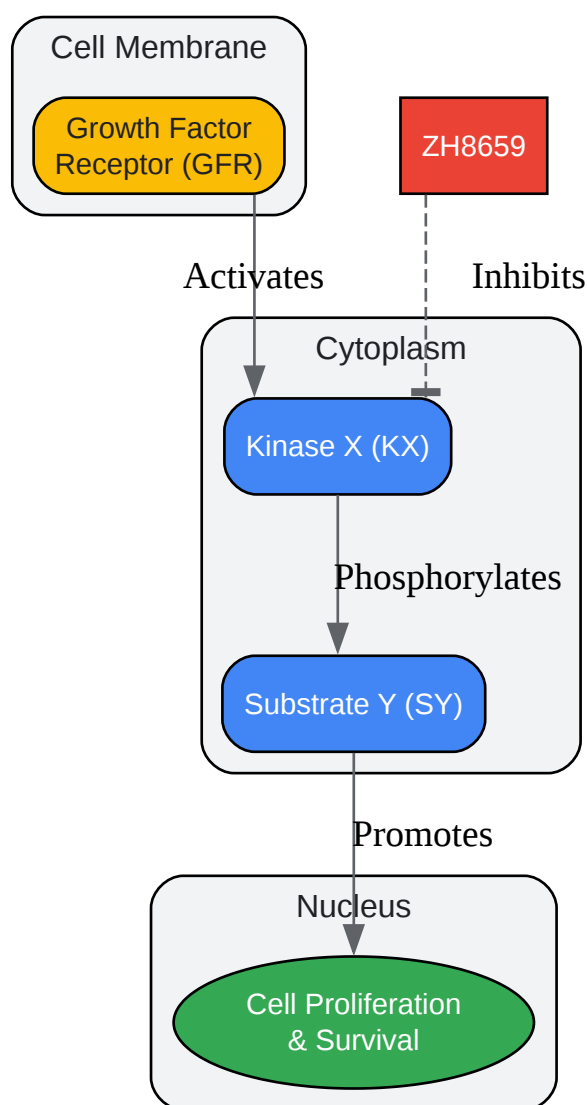 Cell Membrane
Growth Factor
Receptor (GFR)
ZH8659
Activates
Inhibits
Cytoplasm
Kinase X (KX)
Phosphorylates
Substrate Y (SY)
Promotes
Nucleus
Cell Proliferation
& Survival